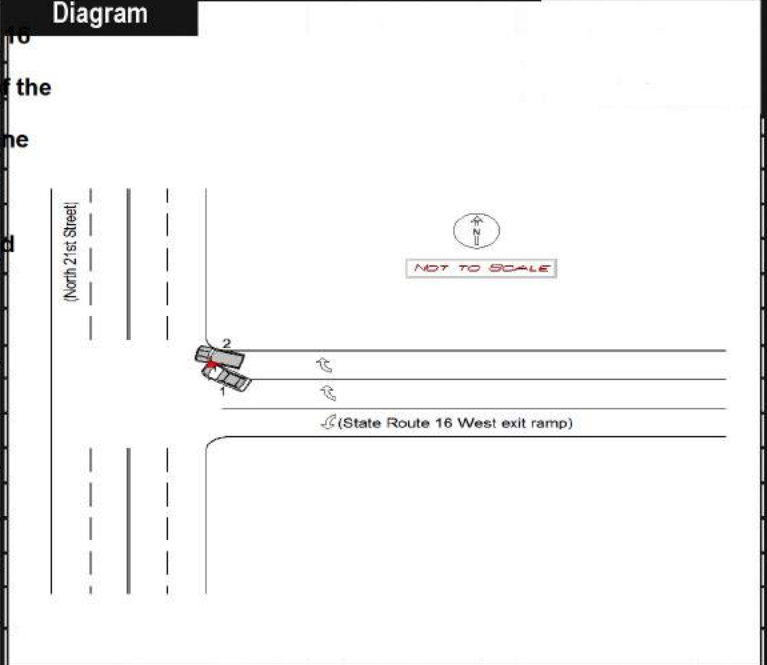 Diagram
16
f the
ne
d
(North 21st Street)
N
NOT TO SCALE
2
1
(State Route 16 West exit ramp)